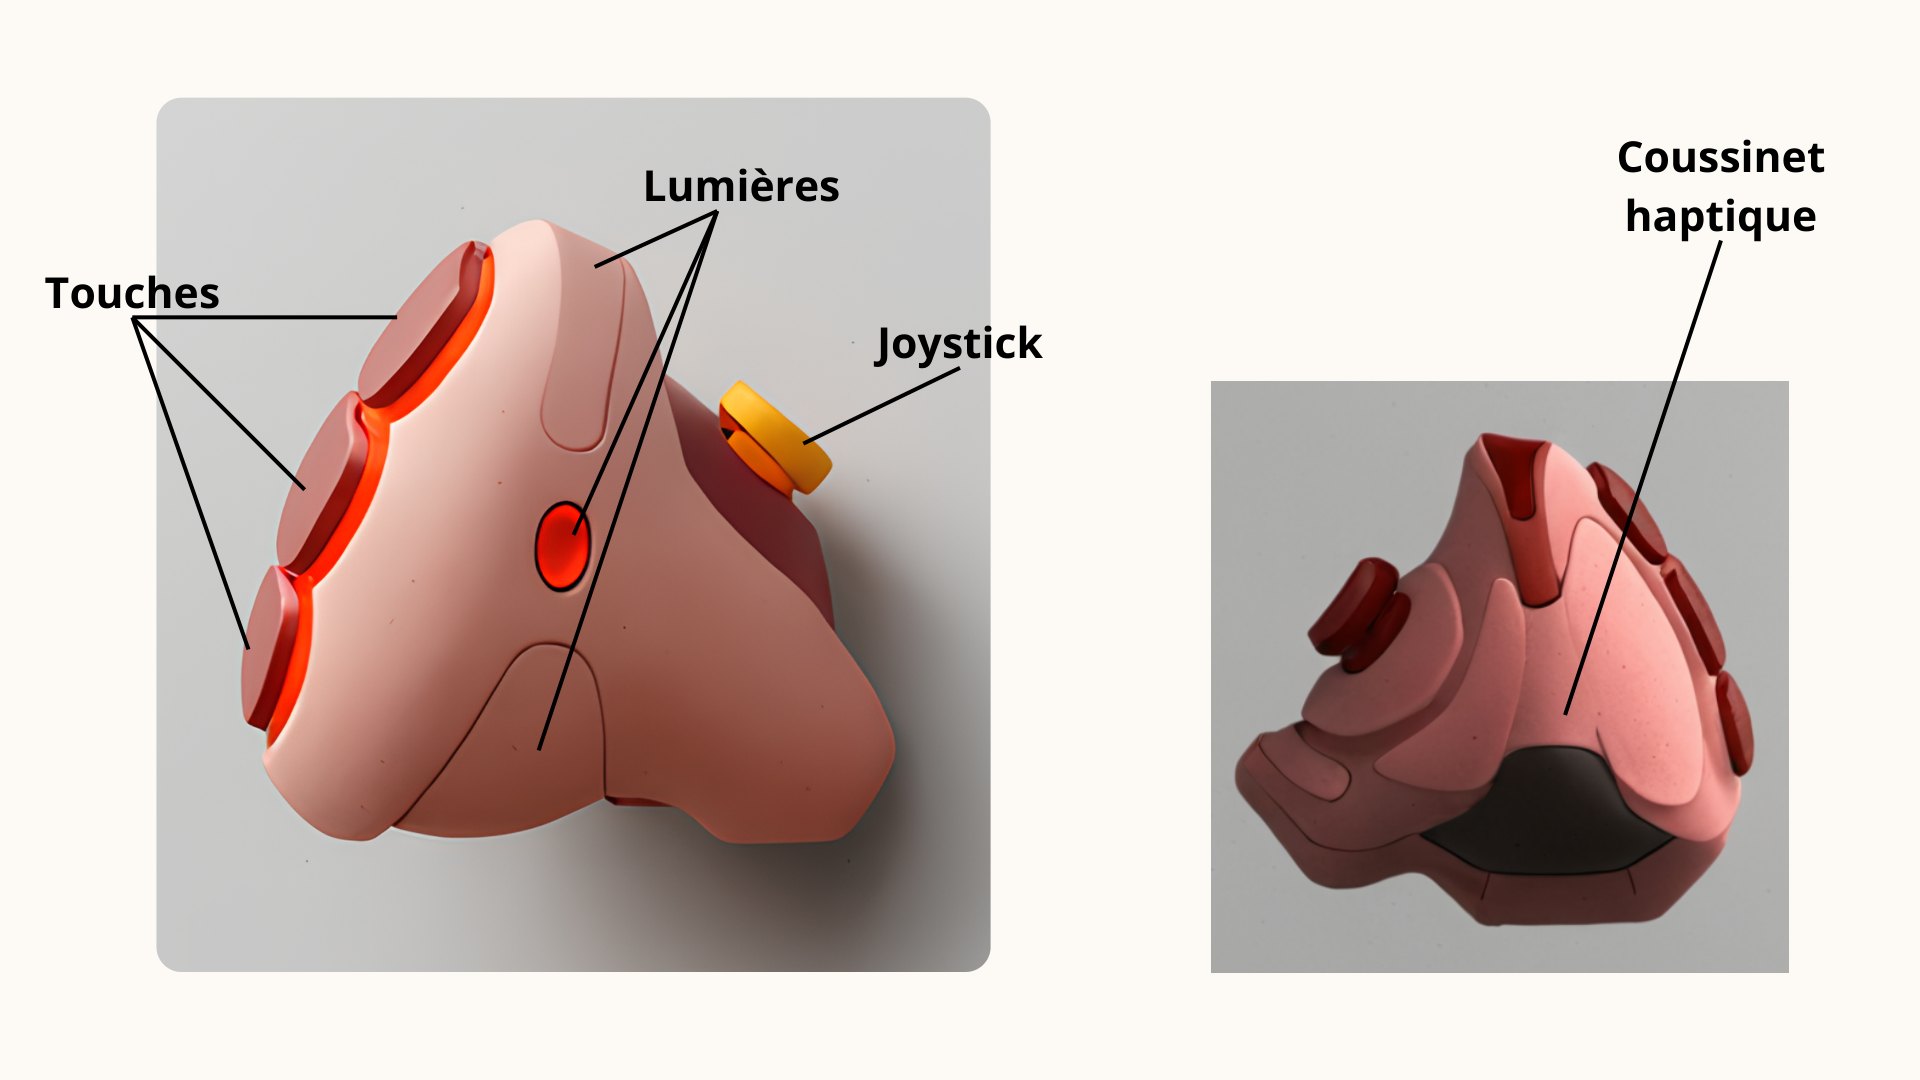 Lumières
Touches
Joystick
Coussinet
haptique